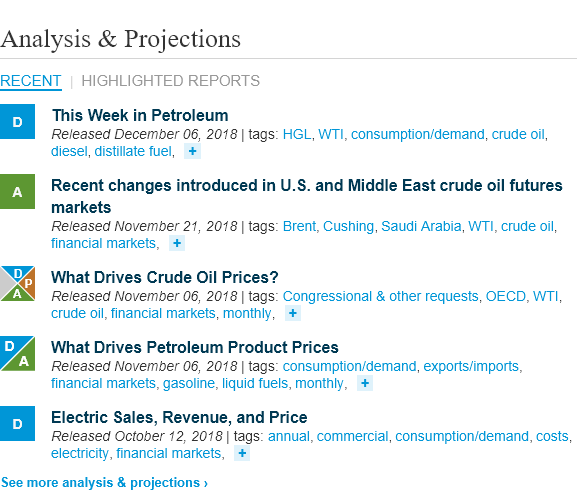 Analysis & Projections
RECENT | HIGHLIGHTED REPORTS
D
This Week in Petroleum
Released December 06, 2018 | tags: HGL, WTI, consumption/demand, crude oil,
diesel, distillate fuel, +
A
Recent changes introduced in U.S. and Middle East crude oil futures
markets
Released November 21, 2018 | tags: Brent, Cushing, Saudi Arabia, WTI, crude oil,
financial markets, +
D
P
A
What Drives Crude Oil Prices?
Released November 06, 2018 | tags: Congressional & other requests, OECD, WTI,
crude oil, financial markets, monthly, +
D
A
What Drives Petroleum Product Prices
Released November 06, 2018 | tags: consumption/demand, exports/imports,
financial markets, gasoline, liquid fuels, monthly, +
D
Electric Sales, Revenue, and Price
Released October 12, 2018 | tags: annual, commercial, consumption/demand, costs,
electricity, financial markets, +
See more analysis & projections ›